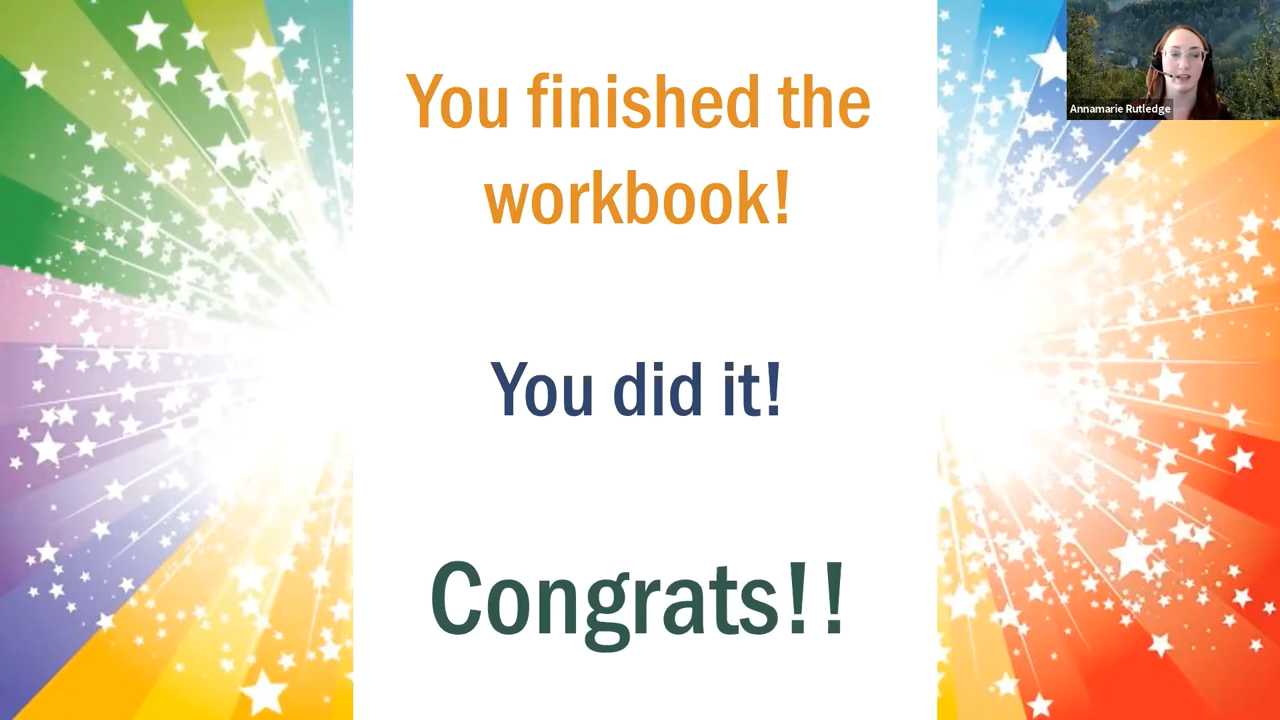 You finished the
workbook!
Annamarie Rutledge
You did it!
Congrats!!